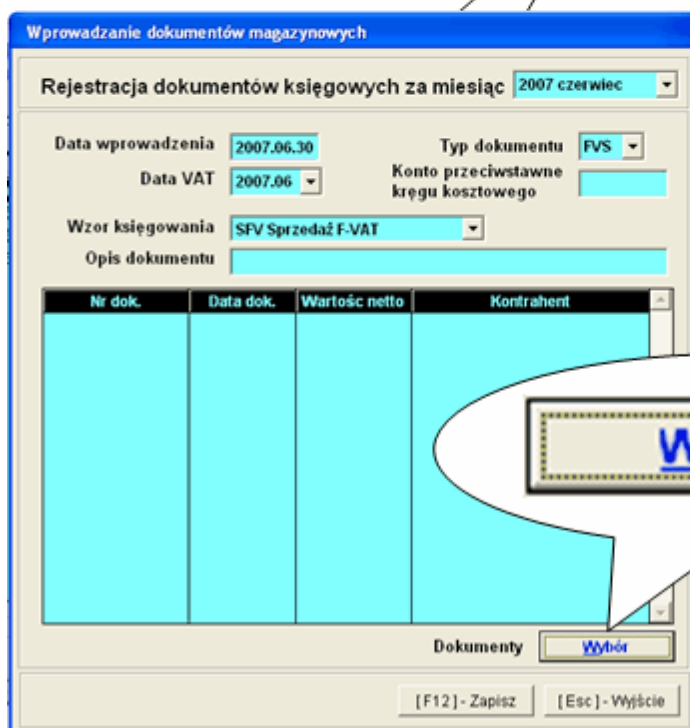 Wprowadzanie dokumentów magazynowych
Rejestracja dokumentów księgowych za miesiąc 2007 czerwiec
Data wprowadzenia 2007.06.30 Typ dokumentu FVS
Data VAT 2007.06 Konto przeciwstawne kręgu kosztowego
Wzor księgowania SFV Sprzedaż F-VAT
Opis dokumentu
Nr dok. Data dok. Wartośc netto Kontrahent
W
Dokumenty Wybór
[F12]- Zapisz [Esc]- Wyjście